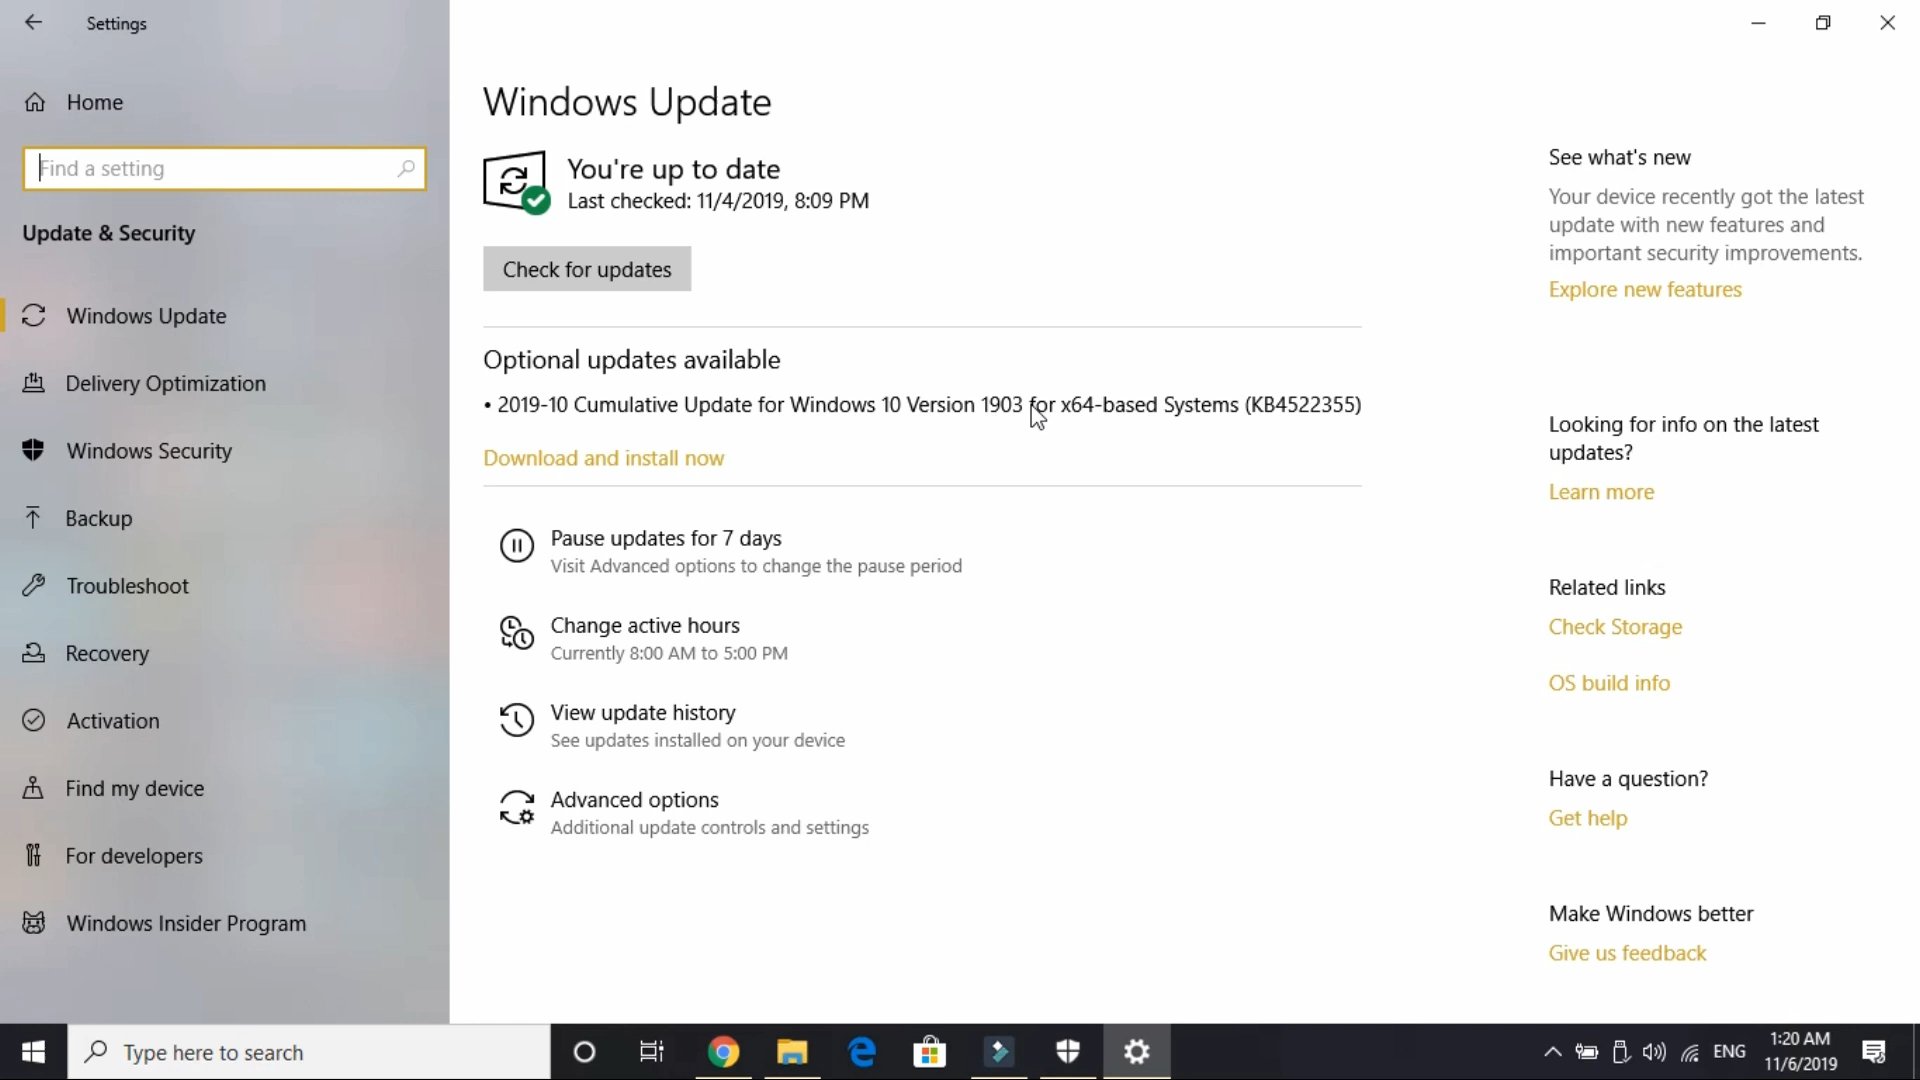 Settings
Home
Find a setting
Update & Security
Windows Update
Delivery Optimization
Windows Security
Backup
Troubleshoot
Recovery
Activation
Find my device
For developers
Windows Insider Program
Windows Update
You're up to date
Last checked: 11/4/2019, 8:09 PM
Check for updates
Optional updates available
• 2019-10 Cumulative Update for Windows 10 Version 1903 for x64-based Systems (KB4522355)
Download and install now
Pause updates for 7 days
Visit Advanced options to change the pause period
Change active hours
Currently 8:00 AM to 5:00 PM
View update history
See updates installed on your device
Advanced options
Additional update controls and settings
See what's new
Your device recently got the latest
update with new features and
important security improvements.
Explore new features
Looking for info on the latest
updates?
Learn more
Related links
Check Storage
OS build info
Have a question?
Get help
Make Windows better
Give us feedback
Type here to search
ENG
1:20 AM
11/6/2019